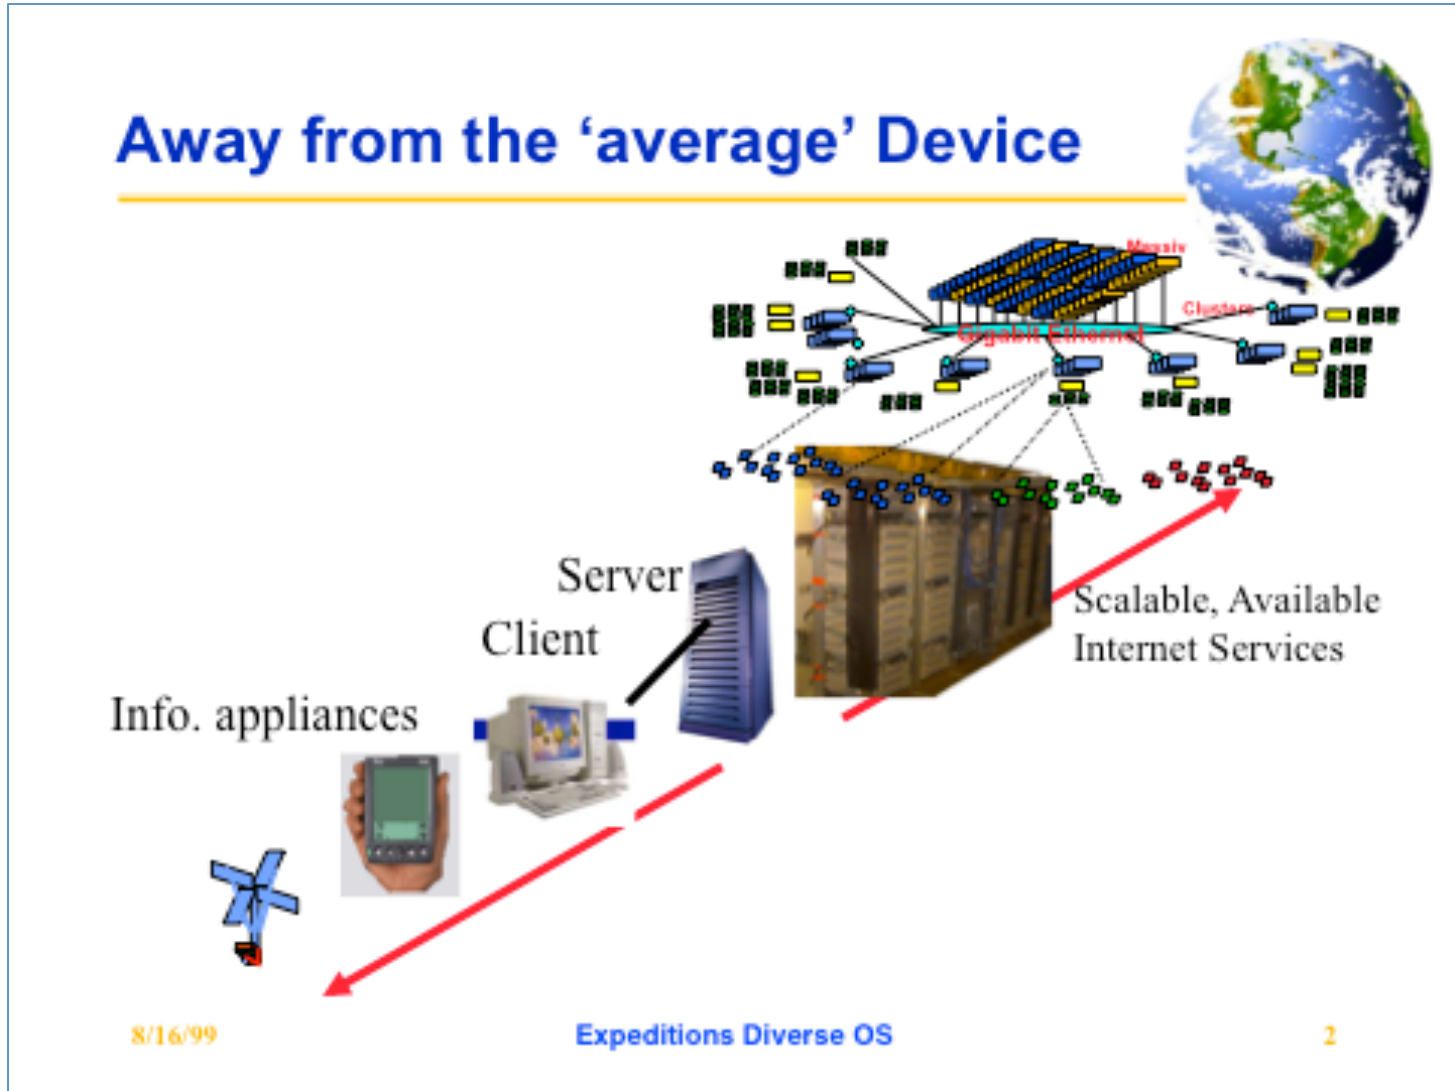 Away from the ‘average’ Device
Massiv
Clusters
Gigabit Ethernet
Server
Client
Scalable, Available
Internet Services
Info. appliances
8/16/99
Expeditions Diverse OS
2